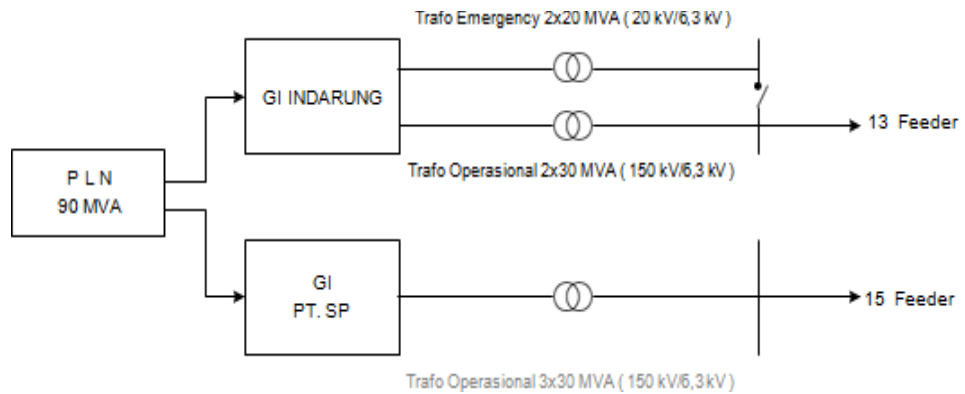 Trafo Emergency 2x20 MVA ( 20 kV/6,3 kV )
GI INDARUNG
13 Feeder
Trafo Operasional 2x30 MVA ( 150 kV/6,3 kV )
P L N
90 MVA
GI
PT. SP
15 Feeder
Trafo Operasional 3x30 MVA ( 150 kV/6,3 kV )